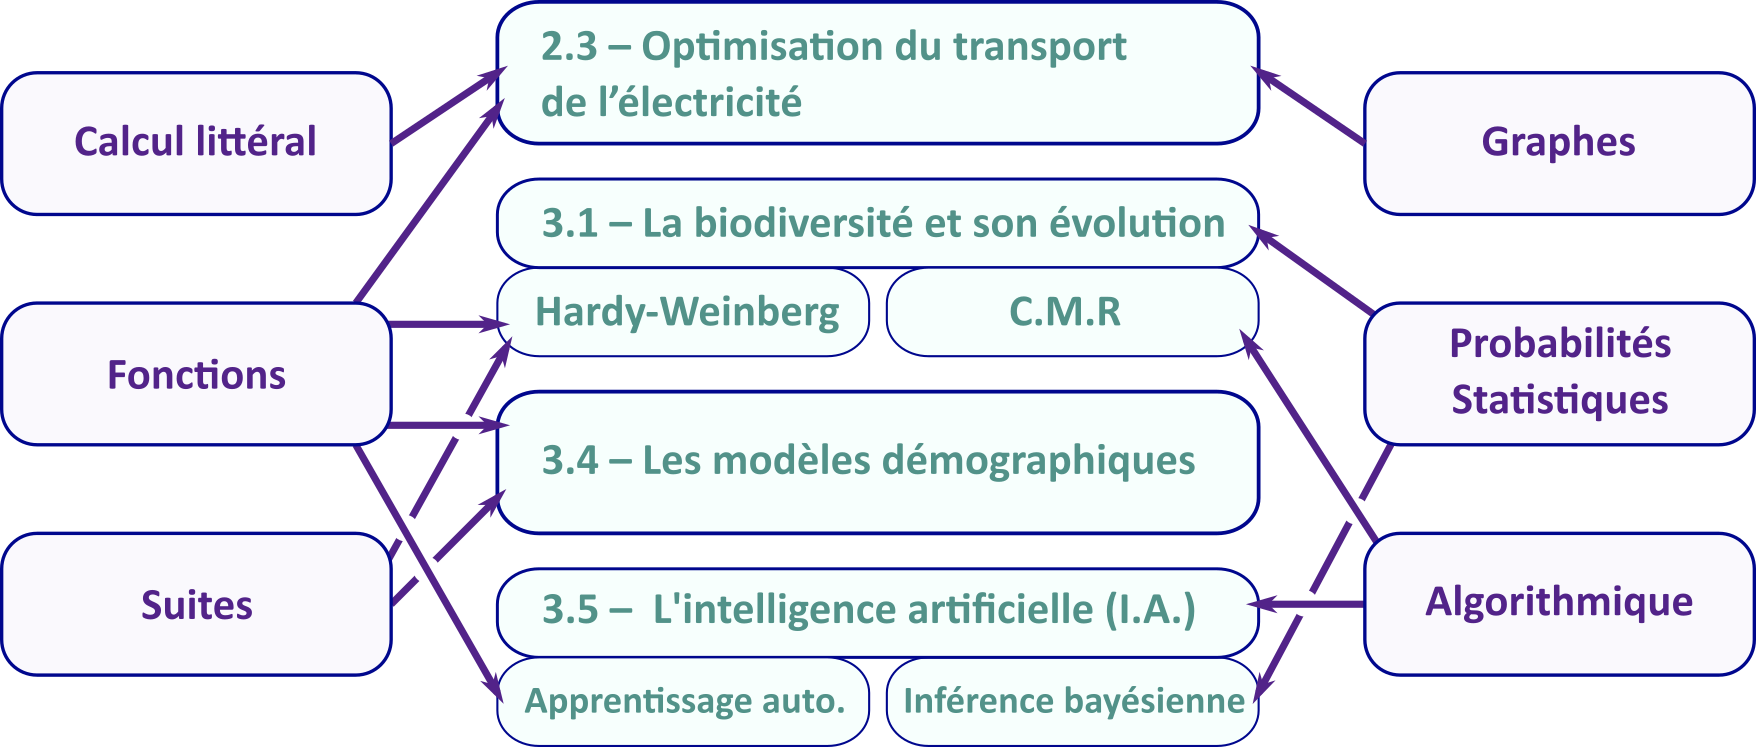 Calcul littéral
Fonctions
Suites
2.3 – Optimisation du transport
de l’électricité
3.1 – La biodiversité et son évolution
Hardy-Weinberg
C.M.R
3.4 – Les modèles démographiques
3.5 – L'intelligence artificielle (I.A.)
Apprentissage auto.
Inférence bayésienne
Graphes
Probabilités
Statistiques
Algorithmique